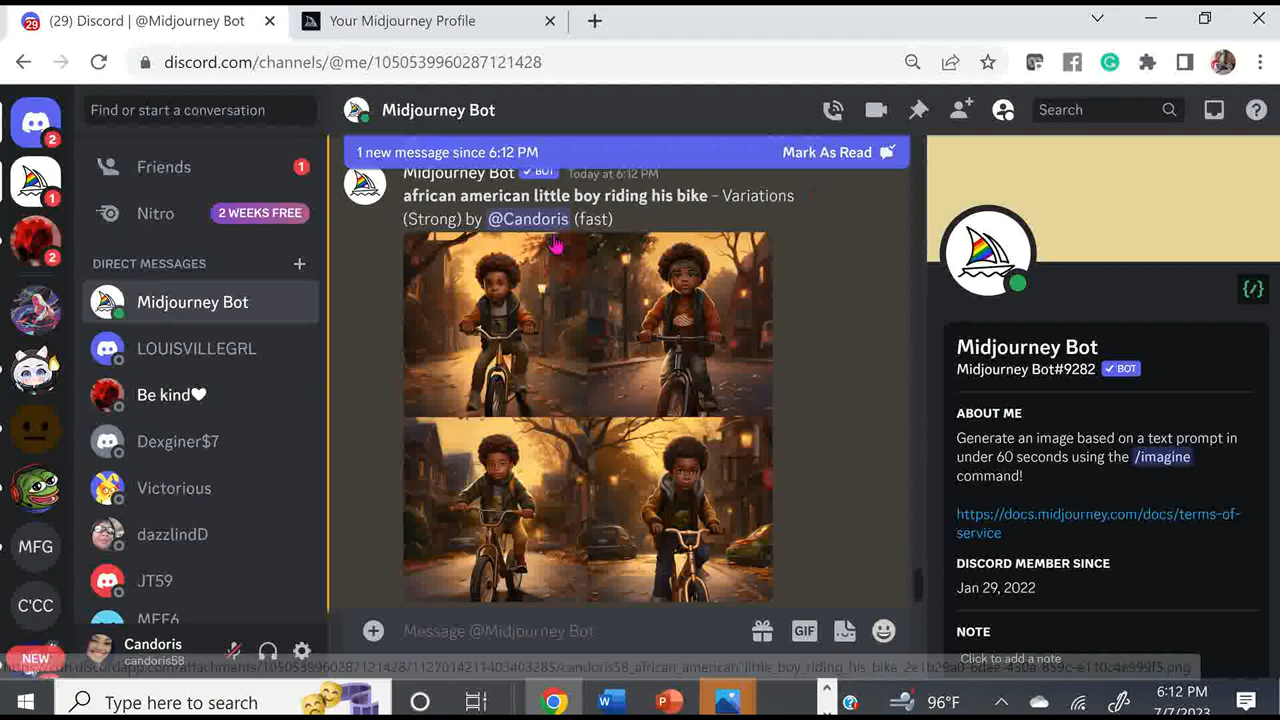 29
(29) Discord | @Midjourney Bot
Your Midjourney Profile
discord.com/channels/@me/1050539960287121428
Find or start a conversation
Midjourney Bot
Search
2
Friends
1
1 new message since 6:12 PM
Mark As Read
Midjourney Bot
BOT
Today at 6:12 PM
african american little boy riding his bike - Variations
(Strong) by @Candoris (fast)
1
Nitro
2 WEEKS FREE
2
DIRECT MESSAGES
Midjourney Bot
LOUISVILLEGRL
Be kind
Dexginer$7
Victorious
dazzlindD
JT59
MEE6
MFG
C'CC
NEW
Candoris
candoris58
Message @Midjourney Bot
GIF
Midjourney Bot
Midjourney Bot#9282
BOT
ABOUT ME
Generate an image based on a text prompt in
under 60 seconds using the /imagine
command!
https://docs.midjourney.com/docs/terms-of-
service
DISCORD MEMBER SINCE
Jan 29, 2022
NOTE
Click to add a note
Type here to search
96°F
6:12 PM
7/7/2023